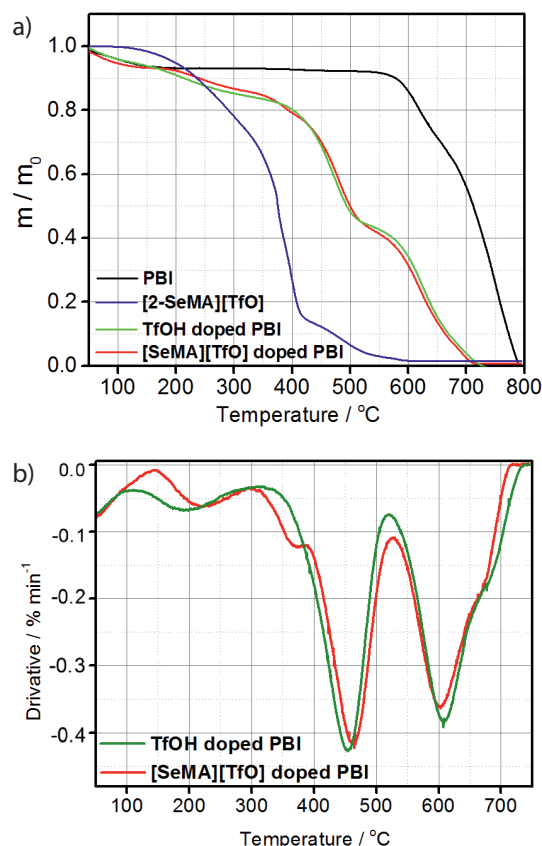 a)
1.0
0.8
0.6
0.4
0.2
0.0
m / m₀
PBI
[2-SeMA][TfO]
TfOH doped PBI
[SeMA][TfO] doped PBI
100 200 300 400 500 600 700 800
Temperature / °C
b)
0.0
-0.1
-0.2
-0.3
-0.4
Drivative / % min⁻¹
TfOH doped PBI
[SeMA][TfO] doped PBI
100 200 300 400 500 600 700
Temperature / °C